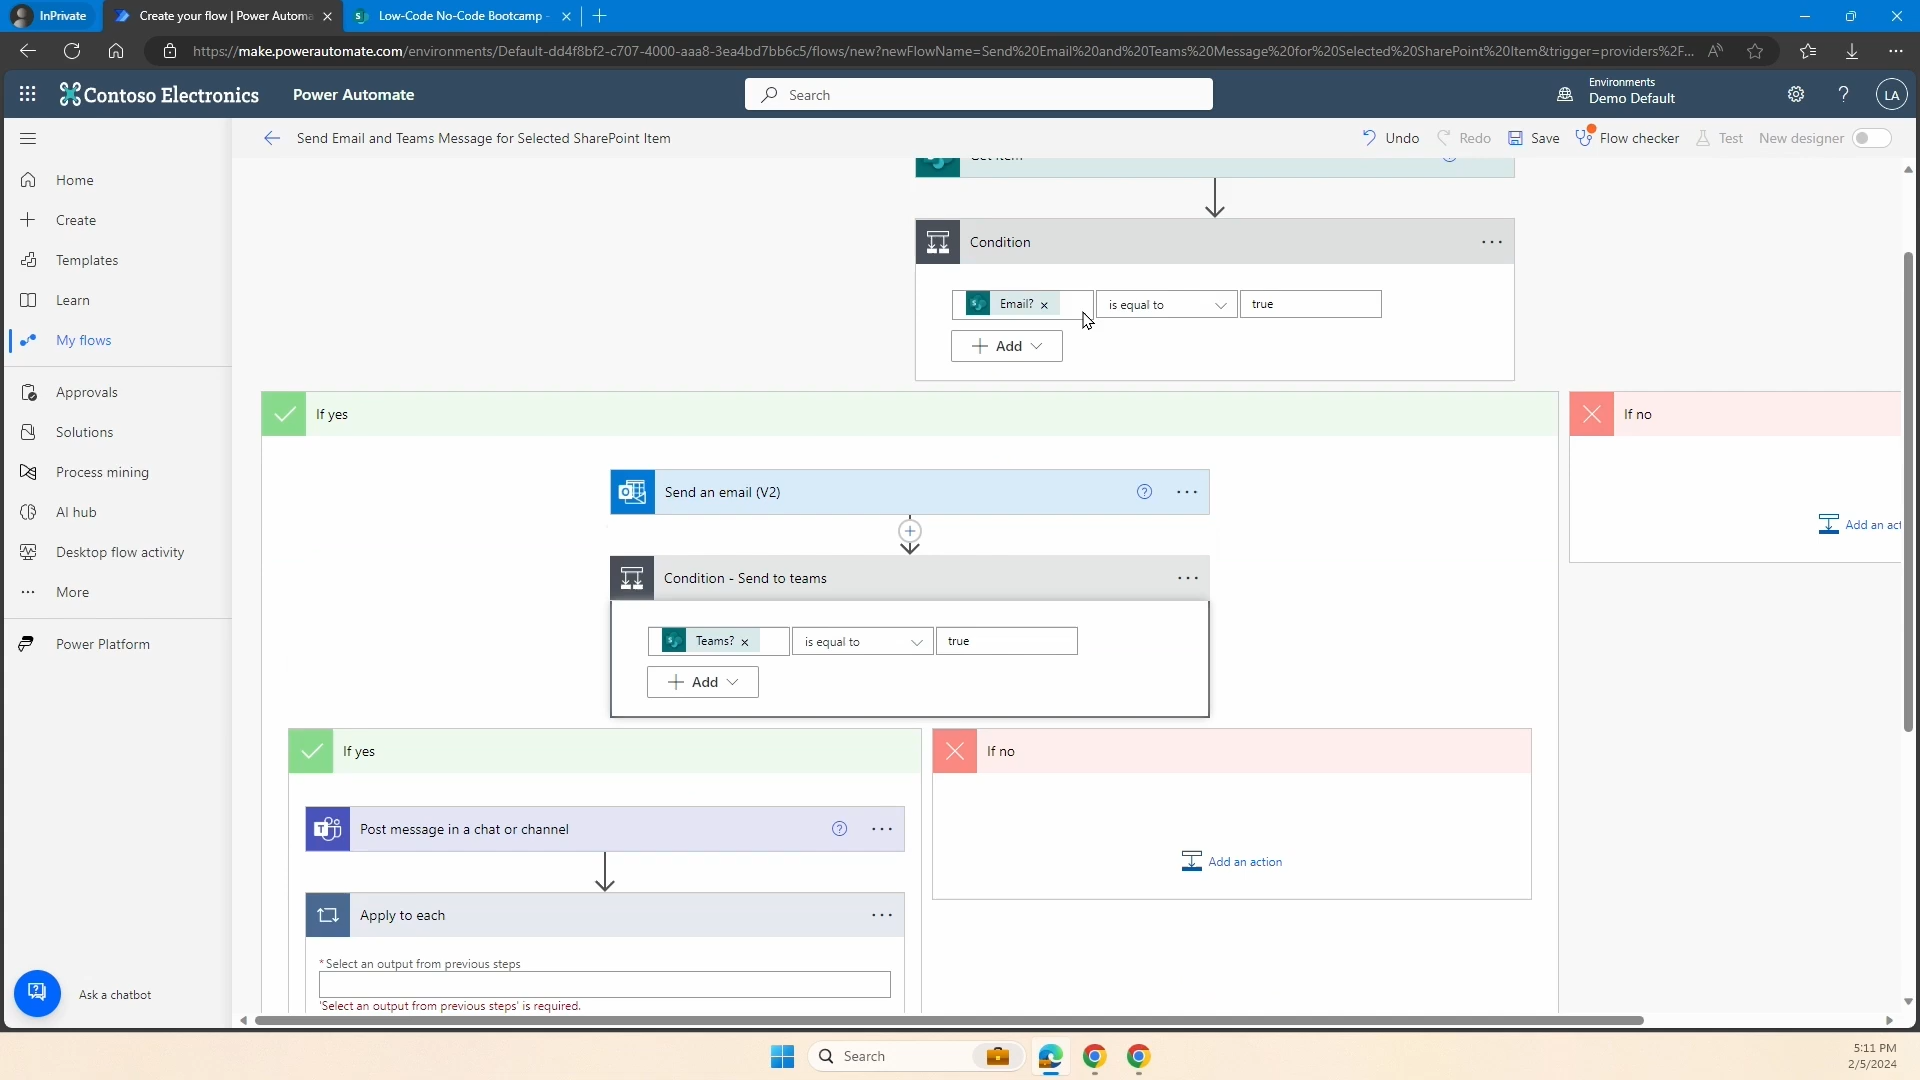 InPrivate
Create your flow | Power Automa
Low-Code No-Code Bootcamp -
https://make.powerautomate.com/environments/Default-dd4f8bf2-c707-4000-aaa8-3ea4bd7bb6c5/flows/new?newFlowName=Send%20Email%20and%20Teams%20Message%20for%20Selected%20SharePoint%20Item&trigger=providers%2F...
Contoso Electronics
Power Automate
Search
Environments
Demo Default
LA
Send Email and Teams Message for Selected SharePoint Item
Undo
Redo
Save
Flow checker
Test
New designer
Home
Create
Templates
Learn
My flows
Approvals
Solutions
Process mining
AI hub
Desktop flow activity
More
Power Platform
Ask a chatbot
Get item
Condition
Email?
is equal to
true
Add
If yes
If no
Add an act
Send an email (V2)
Condition - Send to teams
Teams?
is equal to
true
Add
If yes
If no
Add an action
Post message in a chat or channel
Apply to each
* Select an output from previous steps
'Select an output from previous steps' is required.
Search
5:11 PM
2/5/2024